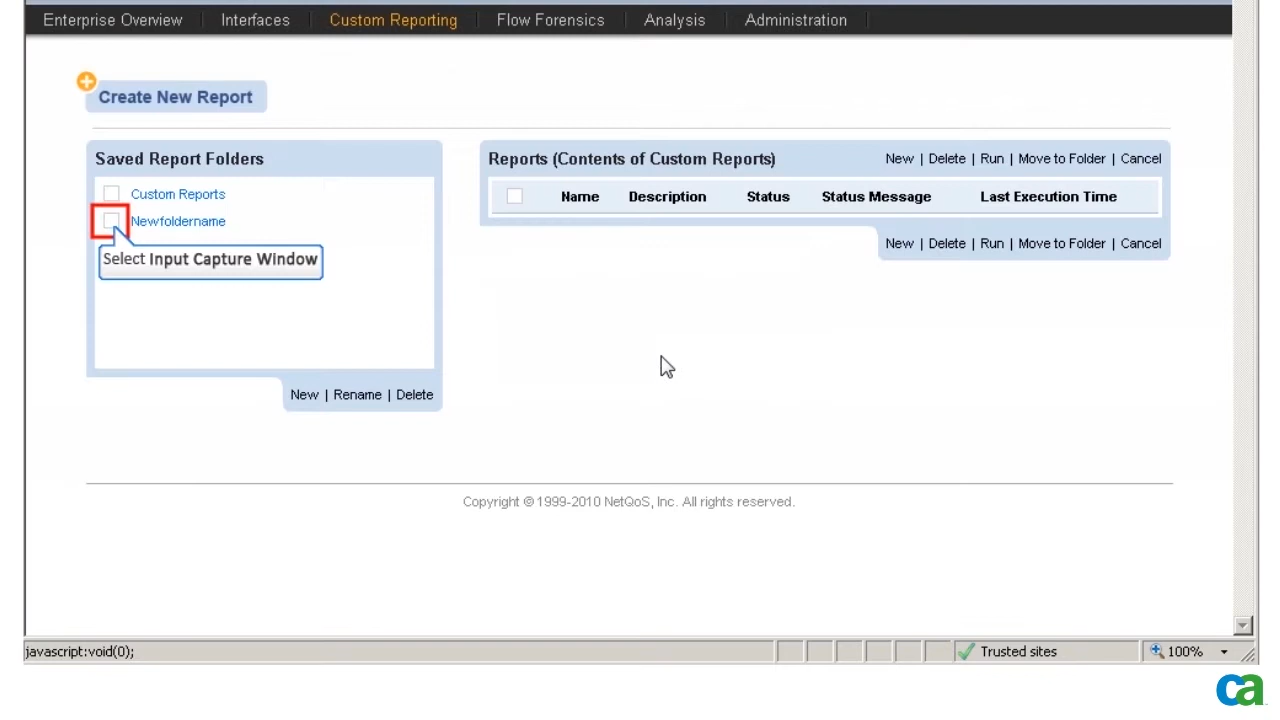 Enterprise Overview | Interfaces | Custom Reporting | Flow Forensics | Analysis | Administration
Create New Report
Saved Report Folders
Custom Reports
Newfoldername
Select Input Capture Window
New | Rename | Delete
Reports (Contents of Custom Reports) New | Delete | Run | Move to Folder | Cancel
Name Description Status Status Message Last Execution Time
New | Delete | Run | Move to Folder | Cancel
Copyright © 1999-2010 NetQoS, Inc. All rights reserved.
javascript:void(0); Trusted sites 100%
ca